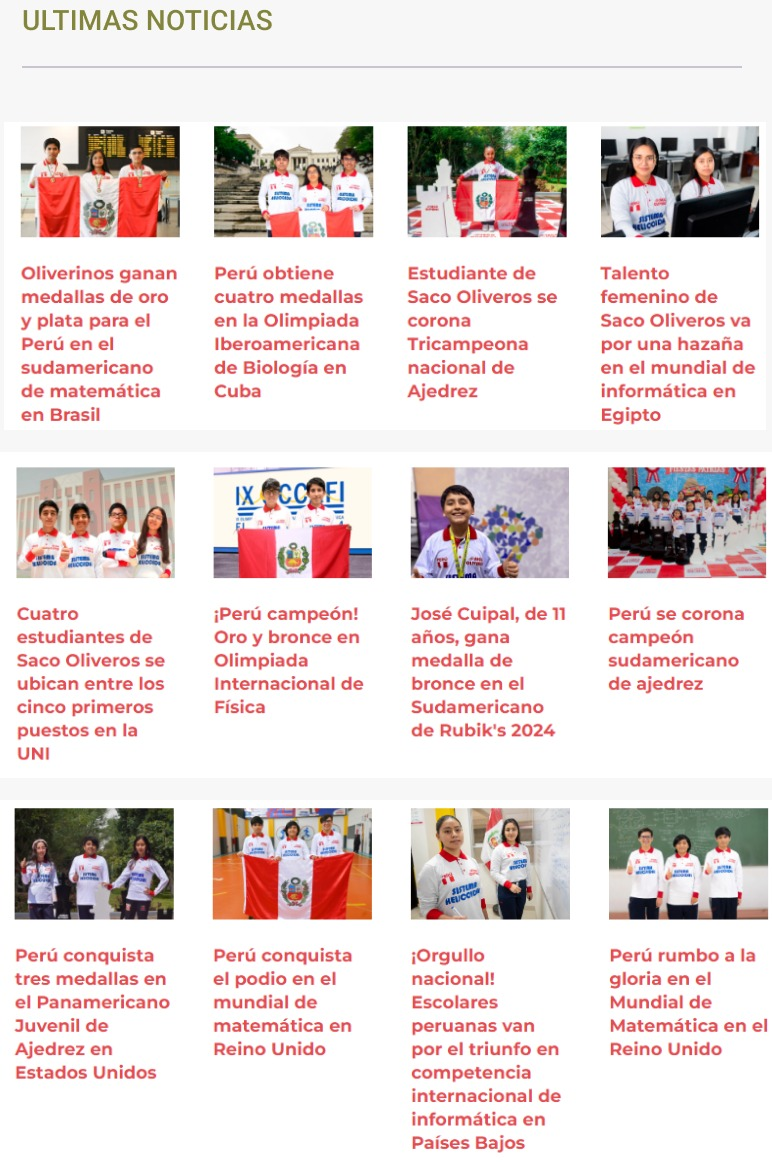 ULTIMAS NOTICIAS
Oliverinos ganan
medallas de oro
y plata para el
Perú en el
sudamericano
de matemática
en Brasil
Perú obtiene
cuatro medallas
en la Olimpiada
Iberoamericana
de Biología en
Cuba
Estudiante de
Saco Oliveros se
corona
Tricampeona
nacional de
Ajedrez
Talento
femenino de
Saco Oliveros va
por una hazaña
en el mundial de
informática en
Egipto
Cuatro
estudiantes de
Saco Oliveros se
ubican entre los
cinco primeros
puestos en la
UNI
¡Perú campeón!
Oro y bronce en
Olimpiada
Internacional de
Física
José Cuipal, de 11
años, gana
medalla de
bronce en el
Sudamericano
de Rubik's 2024
FIESTAS PATRIAS
Perú se corona
campeón
sudamericano
de ajedrez
Perú conquista
tres medallas en
el Panamericano
Juvenil de
Ajedrez en
Estados Unidos
Perú conquista
el podio en el
mundial de
matemática en
Reino Unido
SISTEMA
HELICOIDAL
¡Orgullo
nacional!
Escolares
peruanas van
por el triunfo en
competencia
internacional de
informática en
Países Bajos
Perú rumbo a la
gloria en el
Mundial de
Matemática en el
Reino Unido